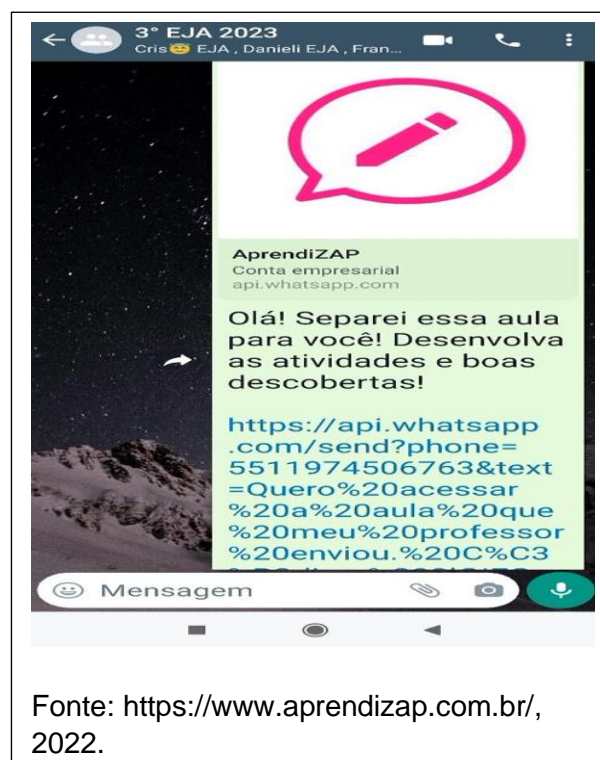 3° EJA 2023
Cris😇 EJA , Danieli EJA , Fran...
AprendiZAP
Conta empresarial
api.whatsapp.com
Olá! Separei essa aula
para você! Desenvolva
as atividades e boas
descobertas!
https://api.whatsapp
.com/send?phone=
5511974506763&text
=Quero%20acessar
%20a%20aula%20que
%20meu%20professor
%20enviou.%20C%C3
Mensagem
Fonte: https://www.aprendizap.com.br/,
2022.